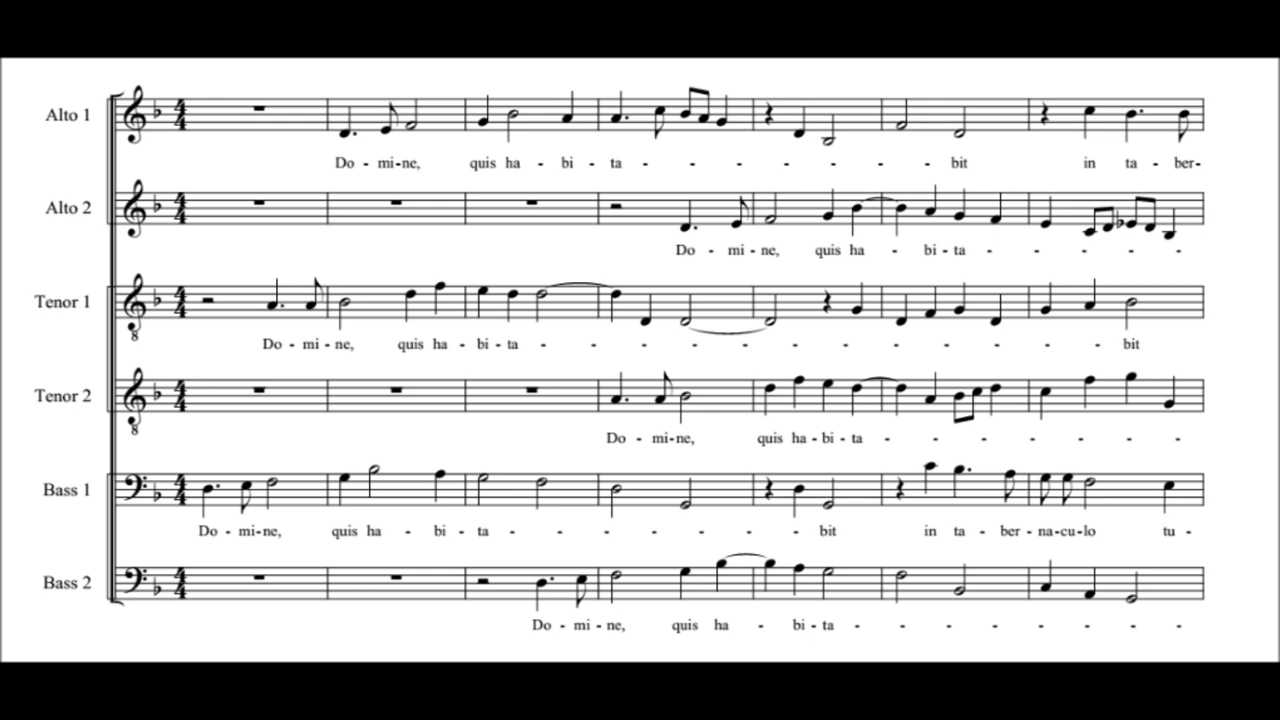 Alto 1
Do - mi-ne, quis ha - bi - ta - - - - - - - bit in ta - ber-
Alto 2
Do - mi - ne, quis ha - bi - ta - - - - - -
Tenor 1
Do - mi - ne, quis ha - bi - ta - - - - - - - - - - - - bit
Tenor 2
Do - mi-ne, quis ha - bi - ta - - - - - - - -
Bass 1
Do - mi-ne, quis ha - bi - ta - - - - - - - bit in ta - ber - na-cu-lo tu -
Bass 2
Do - mi - ne, quis ha - bi - ta - - - - - -